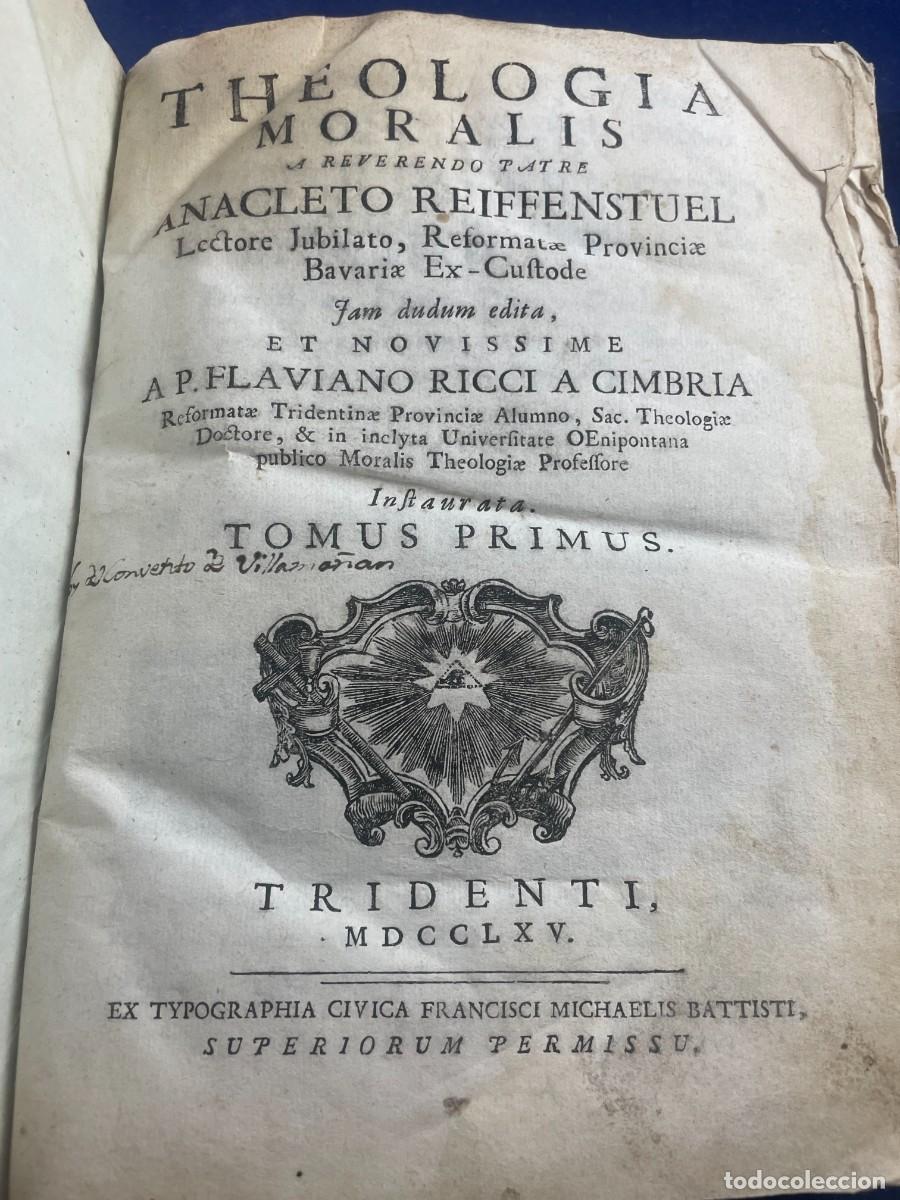 THEOLOGIA
MORALIS
A REVERENDO PATRE
ANACLETO REIFFENSTUEL
Lectore Jubilato, Reformatæ Provinciæ
Bavariæ Ex-Cuſtode
Jam dudum edita,
ET NOVISSIME
A P. FLAVIANO RICCI A CIMBRIA
Reformatæ Tridentinæ Provinciæ Alumno, Sac. Theologiæ
Doctore, & in inclyta Univerſitate OEnipontana
publico Moralis Theologiæ Profeſſore
Inſtaurata.
TOMUS PRIMUS.
Convento Villamañan
TRIDENTI,
MDCCLXV.
EX TYPOGRAPHIA CIVICA FRANCISCI MICHAELIS BATTISTI,
SUPERIORUM PERMISSU.
todocoleccion